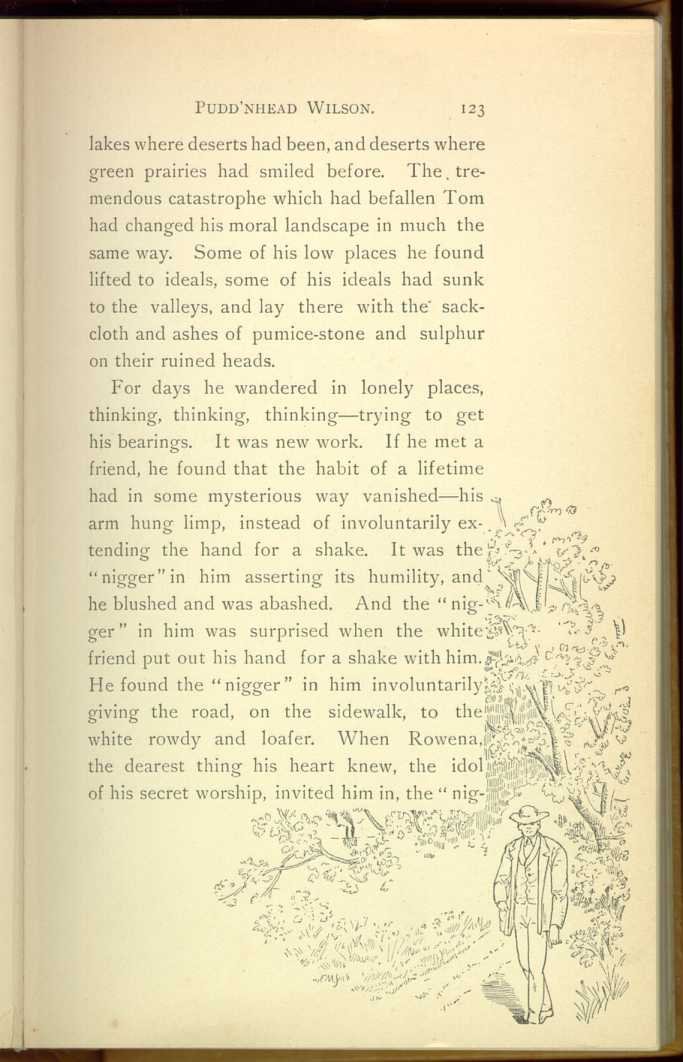 PUDD'NHEAD WILSON. 123
lakes where deserts had been, and deserts where
green prairies had smiled before. The tre-
mendous catastrophe which had befallen Tom
had changed his moral landscape in much the
same way. Some of his low places he found
lifted to ideals, some of his ideals had sunk
to the valleys, and lay there with the sack-
cloth and ashes of pumice-stone and sulphur
on their ruined heads.
For days he wandered in lonely places,
thinking, thinking, thinking—trying to get
his bearings. It was new work. If he met a
friend, he found that the habit of a lifetime
had in some mysterious way vanished—his
arm hung limp, instead of involuntarily ex-
tending the hand for a shake. It was the
"nigger" in him asserting its humility, and
he blushed and was abashed. And the "nig-
ger" in him was surprised when the white
friend put out his hand for a shake with him.
He found the "nigger" in him involuntarily
giving the road, on the sidewalk, to the
white rowdy and loafer. When Rowena,
the dearest thing his heart knew, the idol
of his secret worship, invited him in, the "nig-